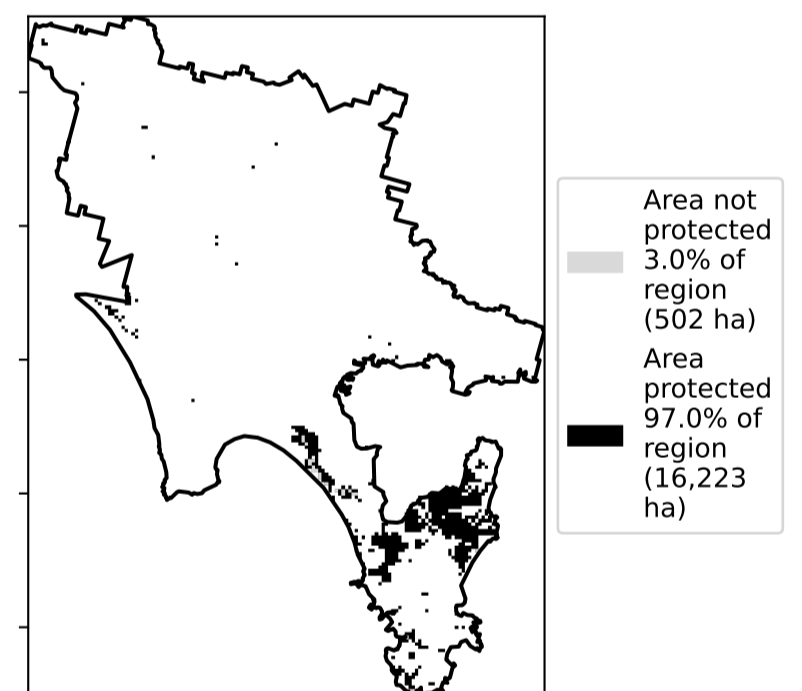 Area not
protected
3.0% of
region
(502 ha)
Area
protected
97.0% of
region
(16,223
ha)